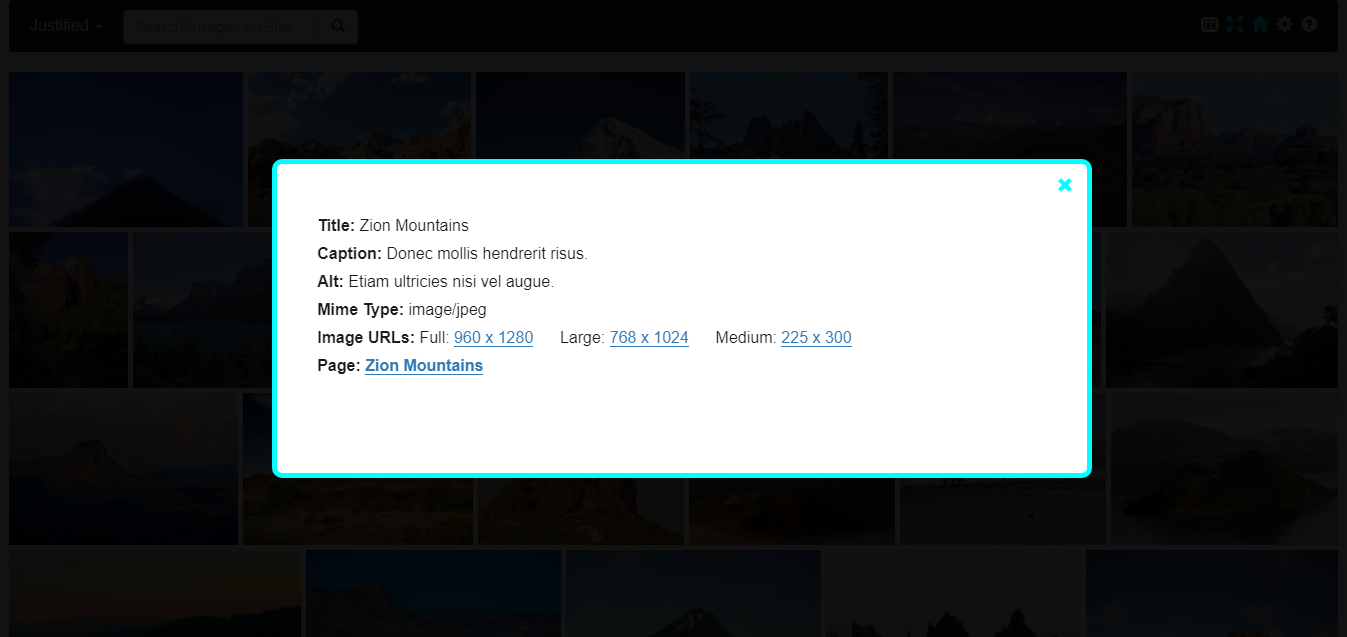 Justified
Search Images on Site
Title: Zion Mountains
Caption: Donec mollis hendrerit risus.
Alt: Etiam ultricies nisi vel augue.
Mime Type: image/jpeg
Image URLs: Full: 960 x 1280 Large: 768 x 1024 Medium: 225 x 300
Page: Zion Mountains